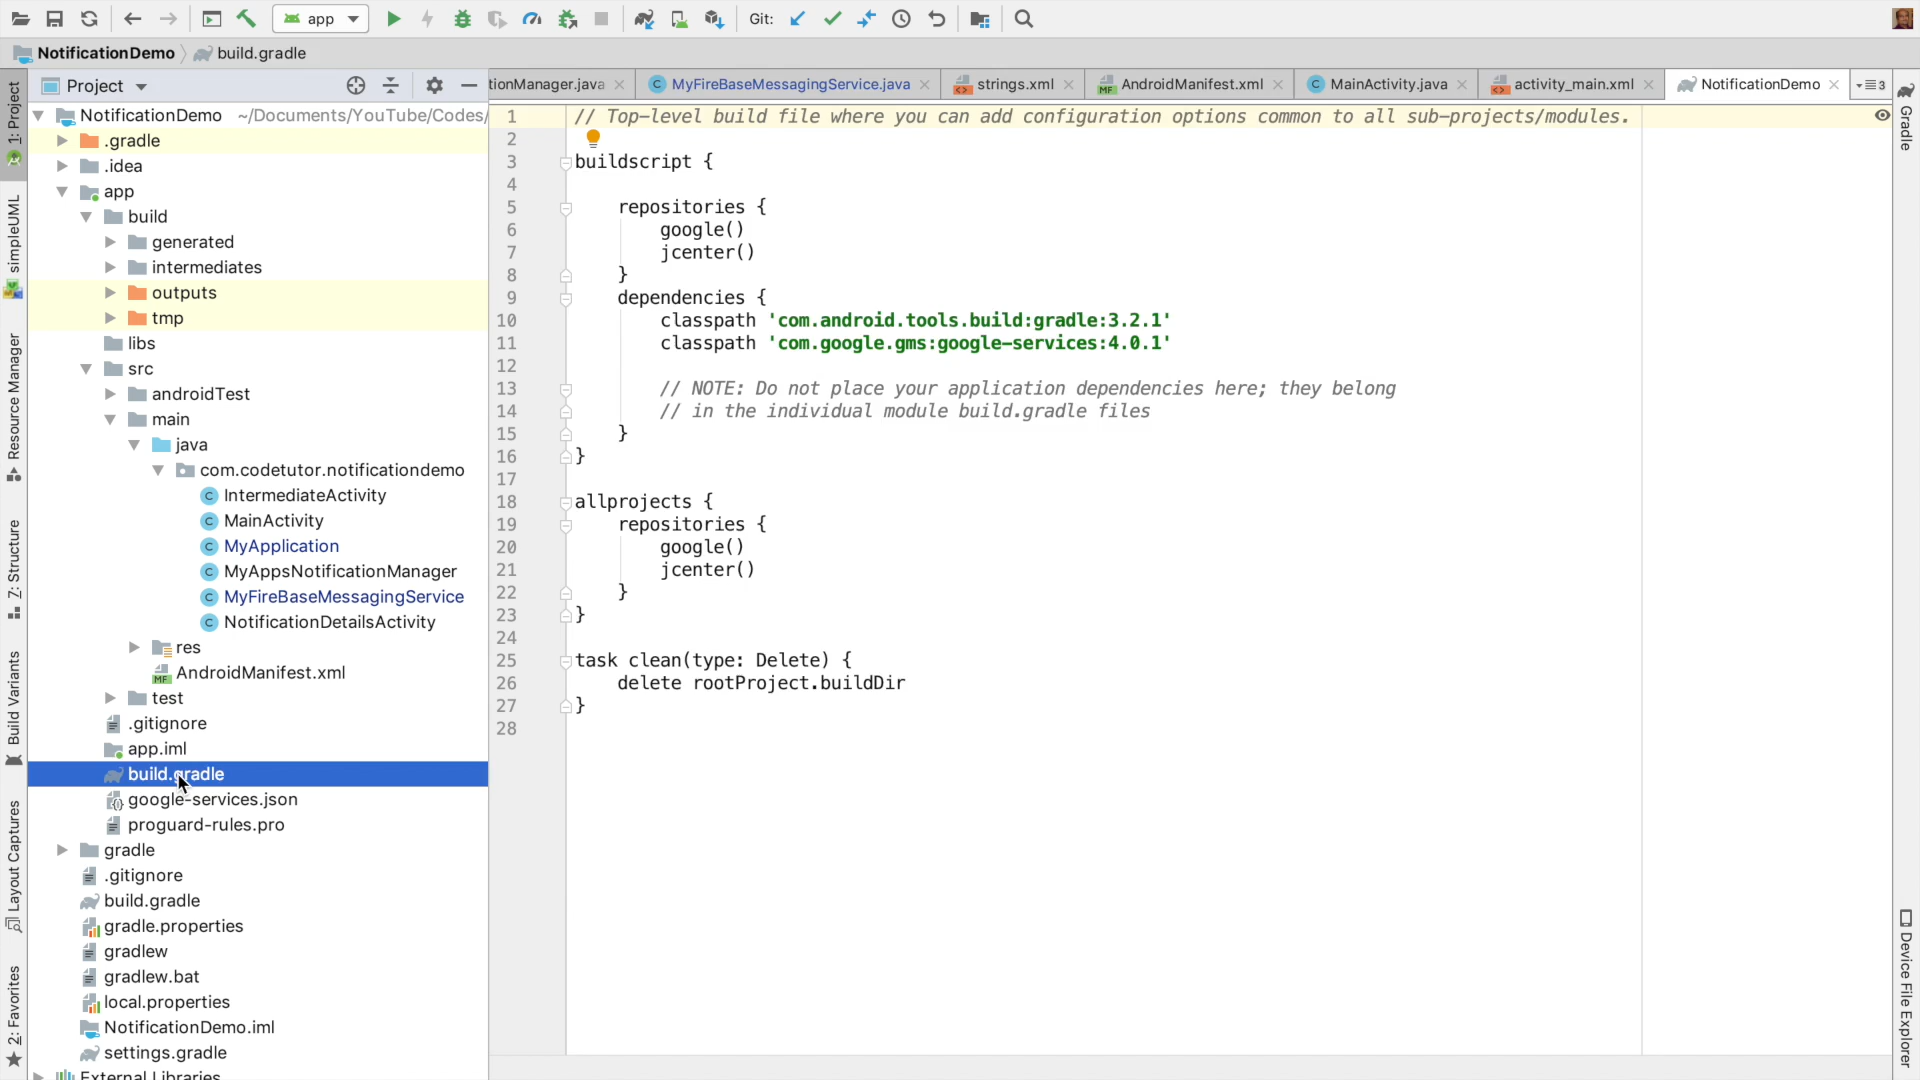 app
Git:
NotificationDemo
build.gradle
Project
tionManager.java
MyFireBaseMessagingService.java
strings.xml
AndroidManifest.xml
MainActivity.java
activity_main.xml
NotificationDemo
3
1: Project
simpleUML
Resource Manager
7: Structure
Build Variants
Layout Captures
2: Favorites
NotificationDemo ~/Documents/YouTube/Codes/
.gradle
.idea
app
build
generated
intermediates
outputs
tmp
libs
src
androidTest
main
java
com.codetutor.notificationdemo
IntermediateActivity
MainActivity
MyApplication
MyAppsNotificationManager
MyFireBaseMessagingService
NotificationDetailsActivity
res
AndroidManifest.xml
test
.gitignore
app.iml
build.gradle
google-services.json
proguard-rules.pro
gradle
.gitignore
build.gradle
gradle.properties
gradlew
gradlew.bat
local.properties
NotificationDemo.iml
settings.gradle
External Libraries
1 // Top-level build file where you can add configuration options common to all sub-projects/modules.
2
3 buildscript {
4
5 repositories {
6 google()
7 jcenter()
8 }
9 dependencies {
10 classpath 'com.android.tools.build:gradle:3.2.1'
11 classpath 'com.google.gms:google-services:4.0.1'
12
13 // NOTE: Do not place your application dependencies here; they belong
14 // in the individual module build.gradle files
15 }
16 }
17
18 allprojects {
19 repositories {
20 google()
21 jcenter()
22 }
23 }
24
25 task clean(type: Delete) {
26 delete rootProject.buildDir
27 }
28
Gradle
Device File Explorer